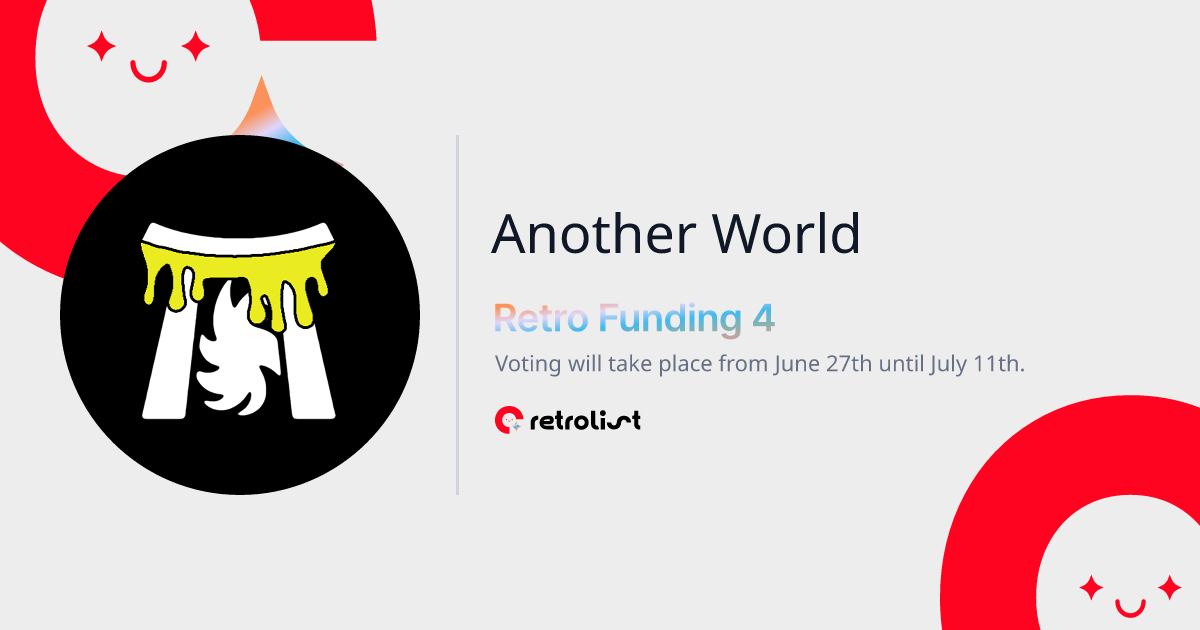 Another World
Retro Funding 4
Voting will take place from June 27th until July 11th.
retrolist